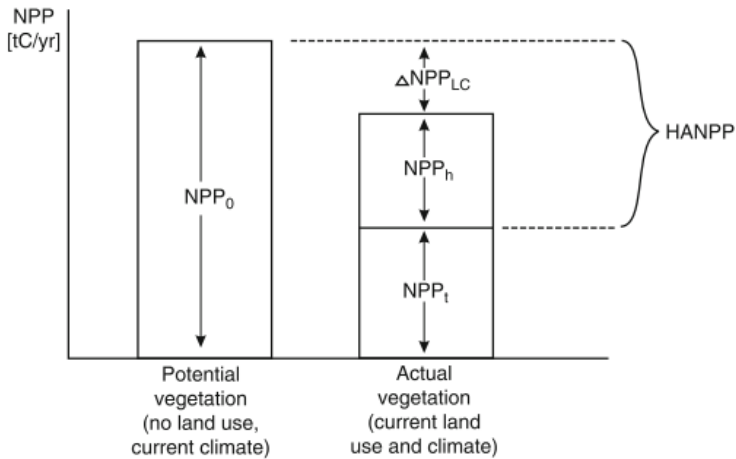 NPP
[tC/yr]
△NPP_LC
HANPP
NPP_h
NPP_0
NPP_t
Potential
vegetation
(no land use,
current climate)
Actual
vegetation
(current land
use and climate)